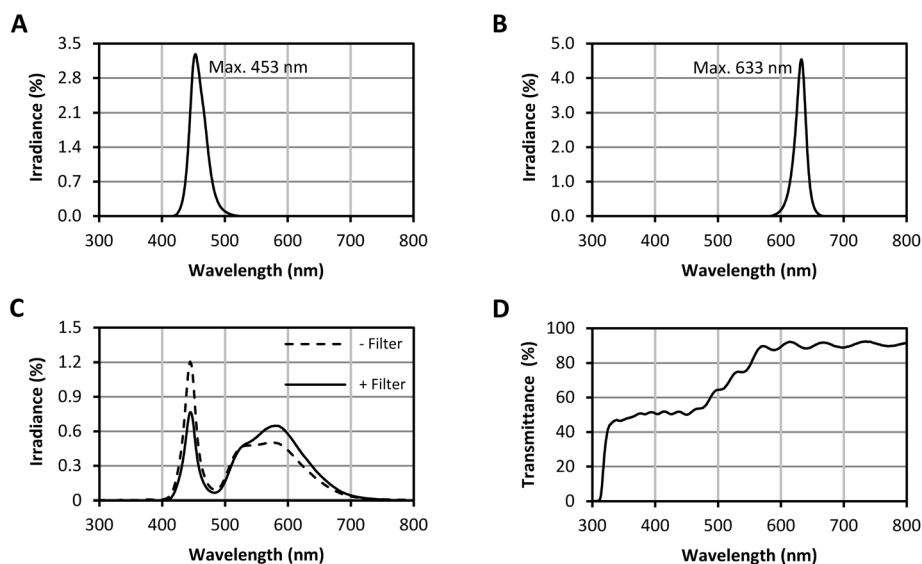 A
Irradiance (%)
3.5
2.8
2.1
1.4
0.7
0.0
Max. 453 nm
300 400 500 600 700 800
Wavelength (nm)
B
Irradiance (%)
5.0
4.0
3.0
2.0
1.0
0.0
Max. 633 nm
300 400 500 600 700 800
Wavelength (nm)
C
Irradiance (%)
1.5
1.2
0.9
0.6
0.3
0
- Filter
+ Filter
300 400 500 600 700 800
Wavelength (nm)
D
Transmittance (%)
100
80
60
40
20
0
300 400 500 600 700 800
Wavelength (nm)